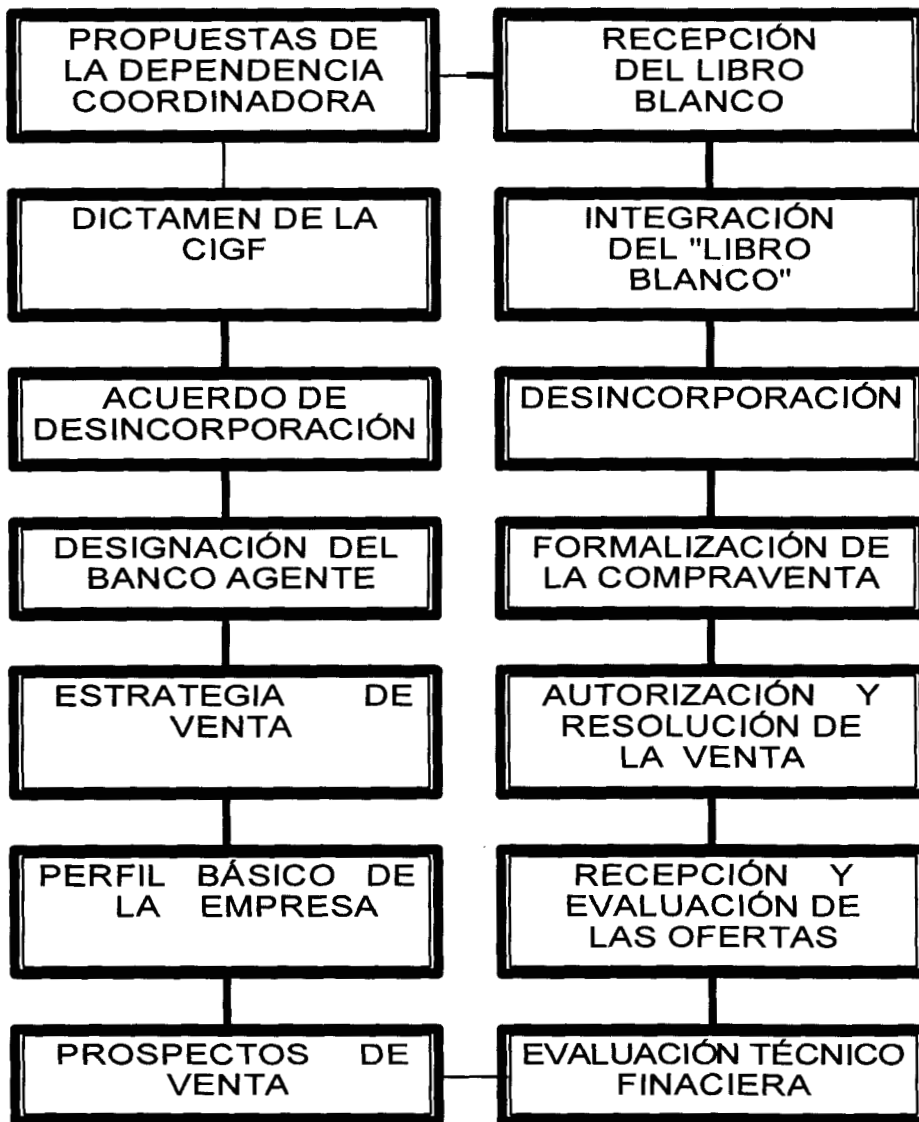 PROPUESTAS DE
LA DEPENDENCIA
COORDINADORA
DICTAMEN DE LA
CIGF
ACUERDO DE
DESINCORPORACIÓN
DESIGNACIÓN DEL
BANCO AGENTE
ESTRATEGIA DE
VENTA
PERFIL BÁSICO DE
LA EMPRESA
PROSPECTOS DE
VENTA
RECEPCIÓN
DEL LIBRO
BLANCO
INTEGRACIÓN
DEL "LIBRO
BLANCO"
DESINCORPORACIÓN
FORMALIZACIÓN DE
LA COMPRAVENTA
AUTORIZACIÓN Y
RESOLUCIÓN DE
LA VENTA
RECEPCIÓN Y
EVALUACIÓN DE
LAS OFERTAS
EVALUACIÓN TÉCNICO
FINACIERA